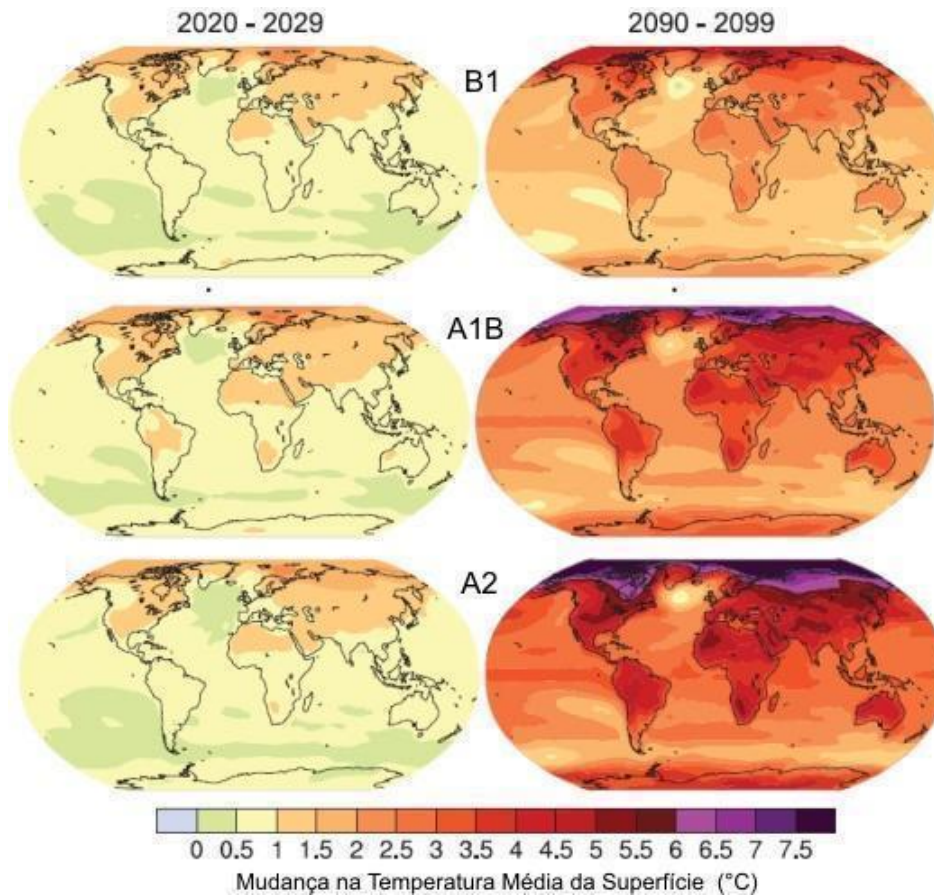 2020 - 2029 2090 - 2099
B1
A1B
A2
0 0.5 1 1.5 2 2.5 3 3.5 4 4.5 5 5.5 6 6.5 7 7.5
Mudança na Temperatura Média da Superfície (°C)